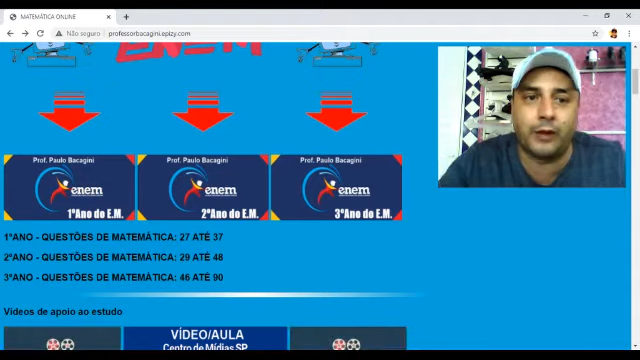 MATEMÁTICA ONLINE
Não seguro | professorbacagini.epizy.com
ENEM
Prof. Paulo Bacagini
enem
1ºAno do E.M.
Prof. Paulo Bacagini
enem
2ºAno do E.M.
Prof. Paulo Bacagini
enem
3ºAno do E.M.
1ºANO - QUESTÕES DE MATEMÁTICA: 27 ATÉ 37
2ºANO - QUESTÕES DE MATEMÁTICA: 29 ATÉ 48
3ºANO - QUESTÕES DE MATEMÁTICA: 46 ATÉ 90
Vídeos de apoio ao estudo
VÍDEO/AULA
Centro de Mídias SP